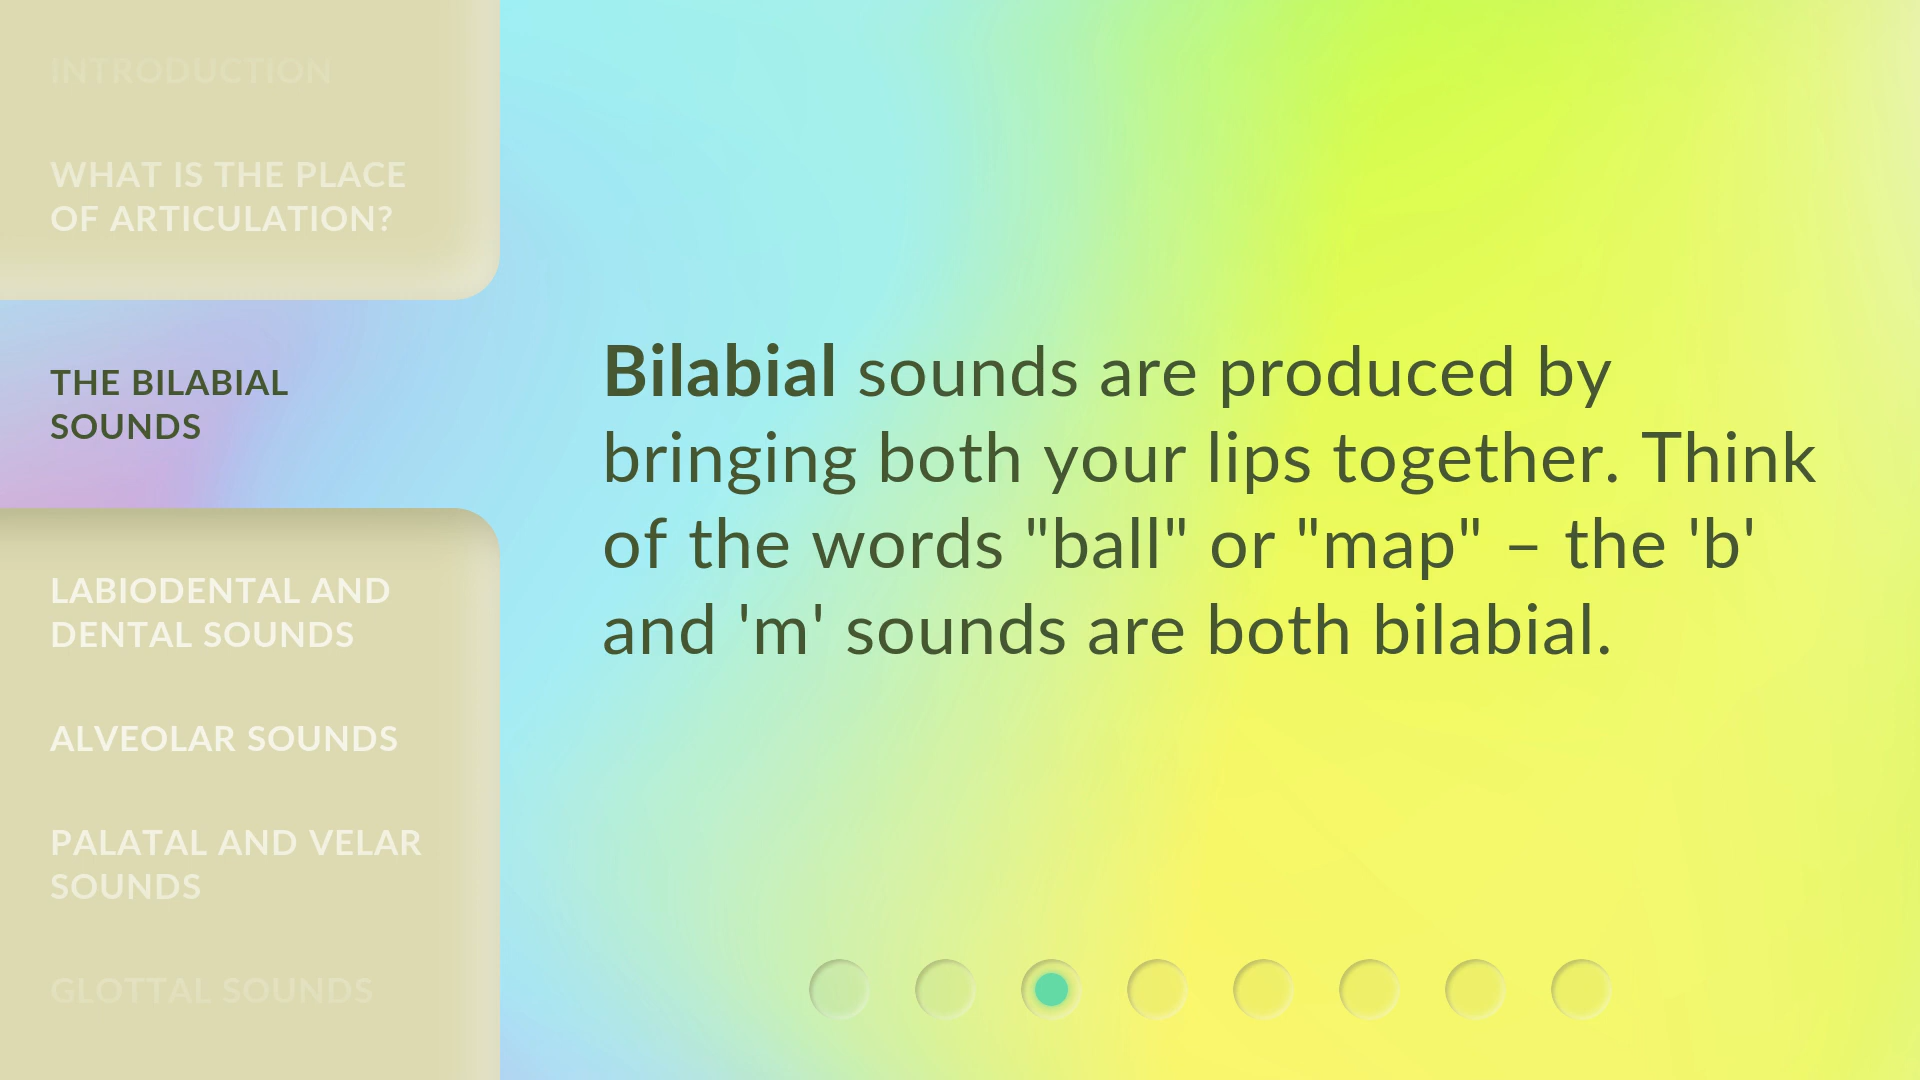 INTRODUCTION
WHAT IS THE PLACE
OF ARTICULATION?
THE BILABIAL
SOUNDS
LABIODENTAL AND
DENTAL SOUNDS
ALVEOLAR SOUNDS
PALATAL AND VELAR
SOUNDS
GLOTTAL SOUNDS
Bilabial sounds are produced by
bringing both your lips together. Think
of the words "ball" or "map" – the 'b'
and 'm' sounds are both bilabial.